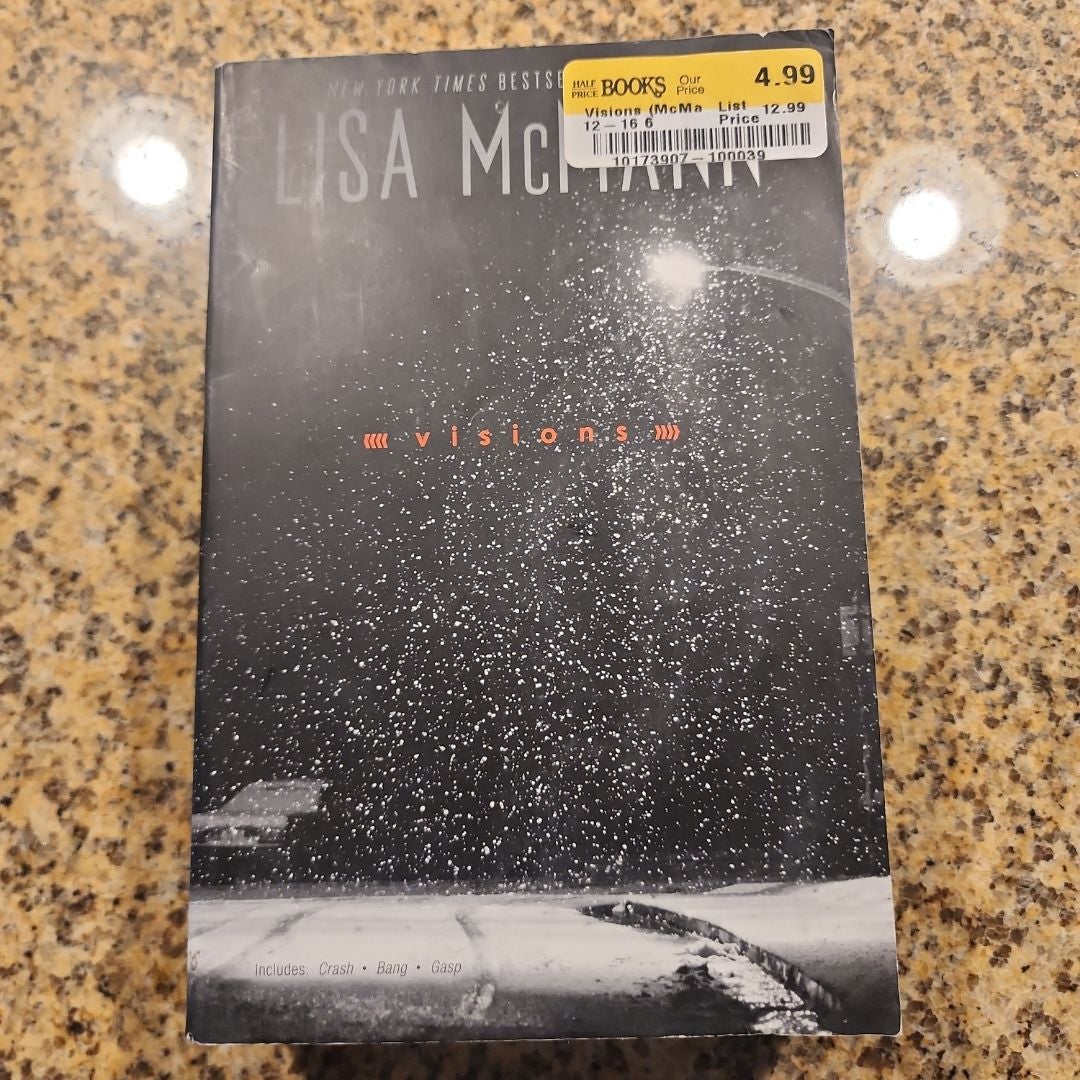 NEW YORK TIMES BESTSE
LISA McMANN
HALF PRICE BOOKS Our Price 4.99
Visions (McMa List Price 12.99
12-16 6
10173907-100039
(((( visions ))))
Includes: Crash • Bang • Gasp